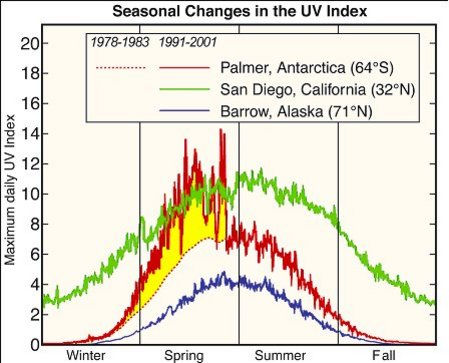 Seasonal Changes in the UV Index
1978-1983 1991-2001
Palmer, Antarctica (64°S)
San Diego, California (32°N)
Barrow, Alaska (71°N)
Maximum daily UV Index
20
18
16
14
12
10
8
6
4
2
0
Winter Spring Summer Fall